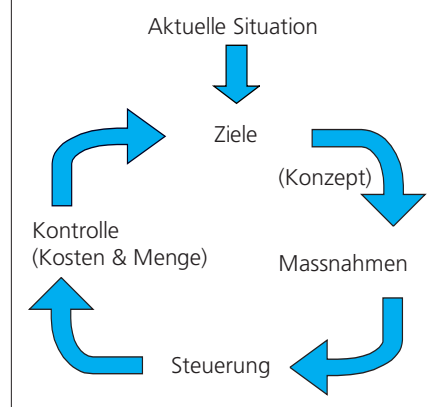 Aktuelle Situation
Ziele
(Konzept)
Massnahmen
Steuerung
Kontrolle
(Kosten & Menge)